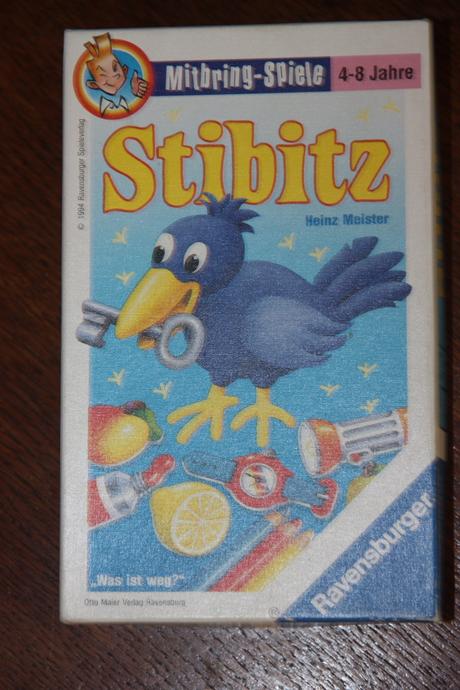 Mitbring-Spiele 4-8 Jahre
© 1994 Ravensburger Spieleverlag
Stibitz
Heinz Meister
„Was ist weg?“
Ravensburger
®
Otto Maier Verlag Ravensburg